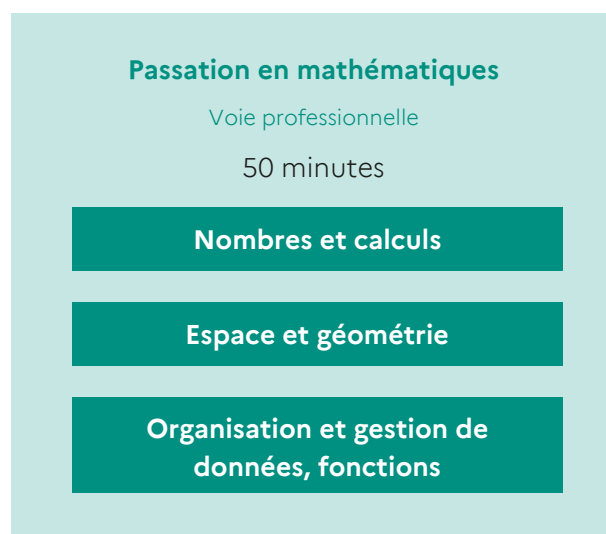 Passation en mathématiques
Voie professionnelle
50 minutes
Nombres et calculs
Espace et géométrie
Organisation et gestion de
données, fonctions